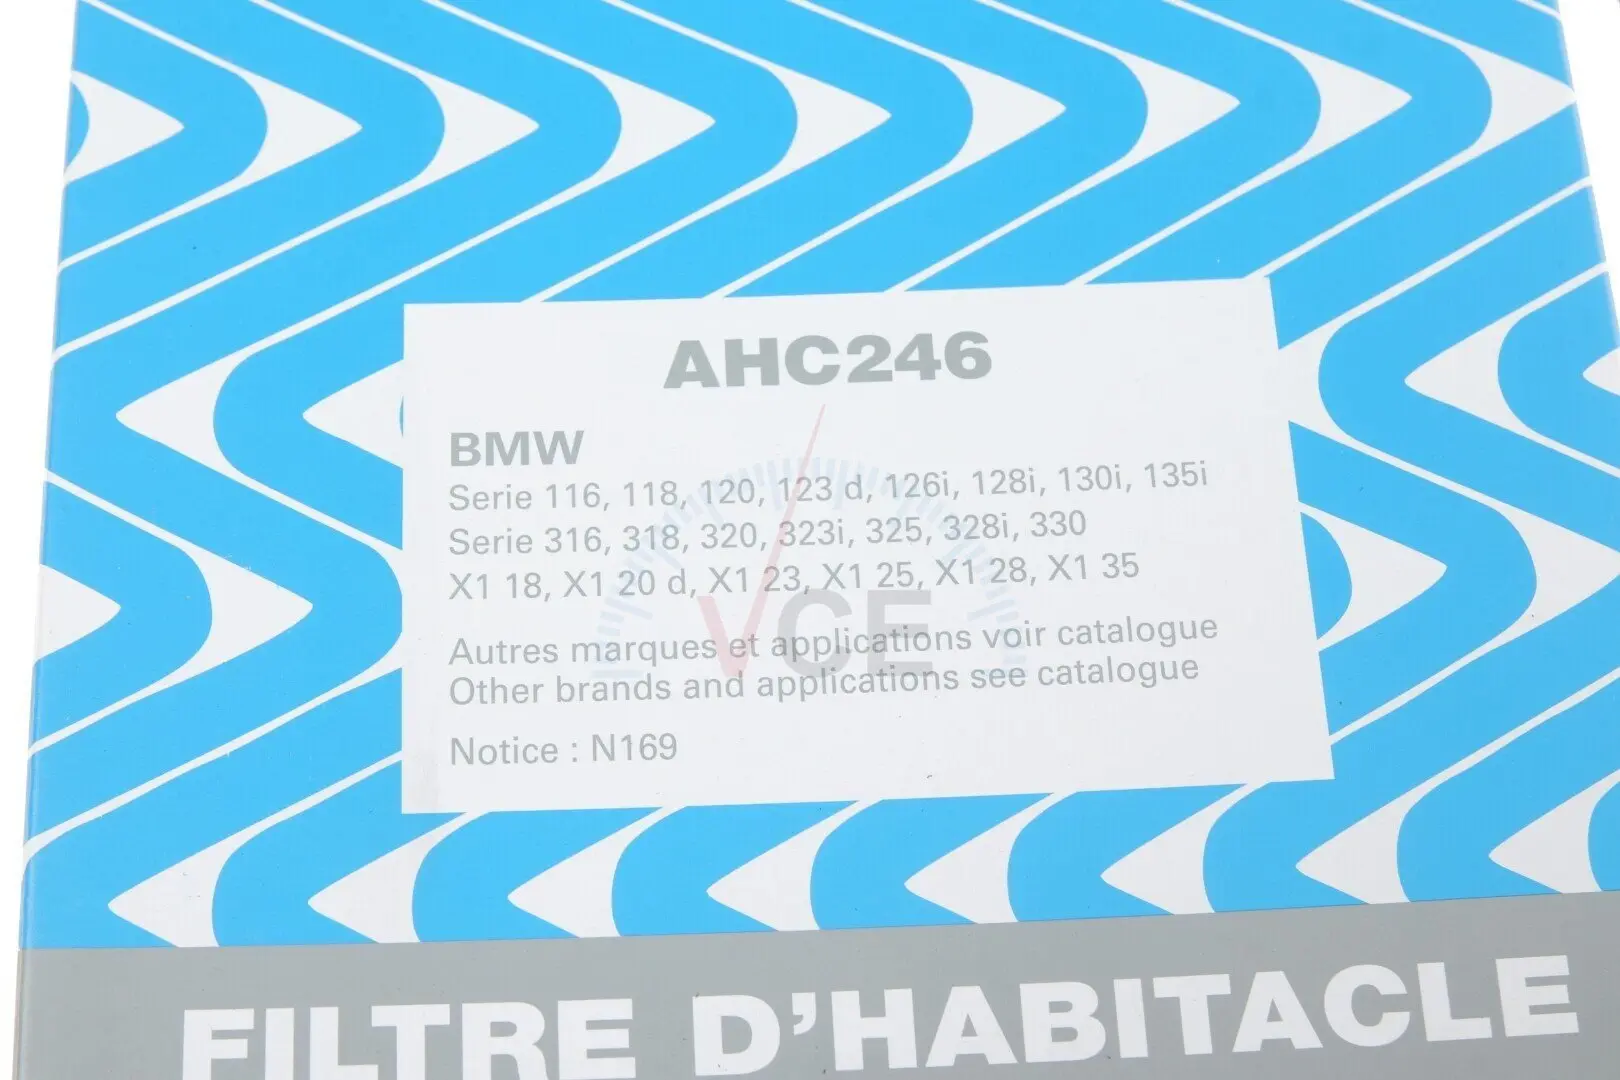 AHC246
BMW
Serie 116, 118, 120, 123 d, 126i, 128i, 130i, 135i
Serie 316, 318, 320, 323i, 325, 328i, 330
X1 18, X1 20 d, X1 23, X1 25, X1 28, X1 35
VCE
Autres marques et applications voir catalogue
Other brands and applications see catalogue
Notice : N169
FILTRE D'HABITACLE